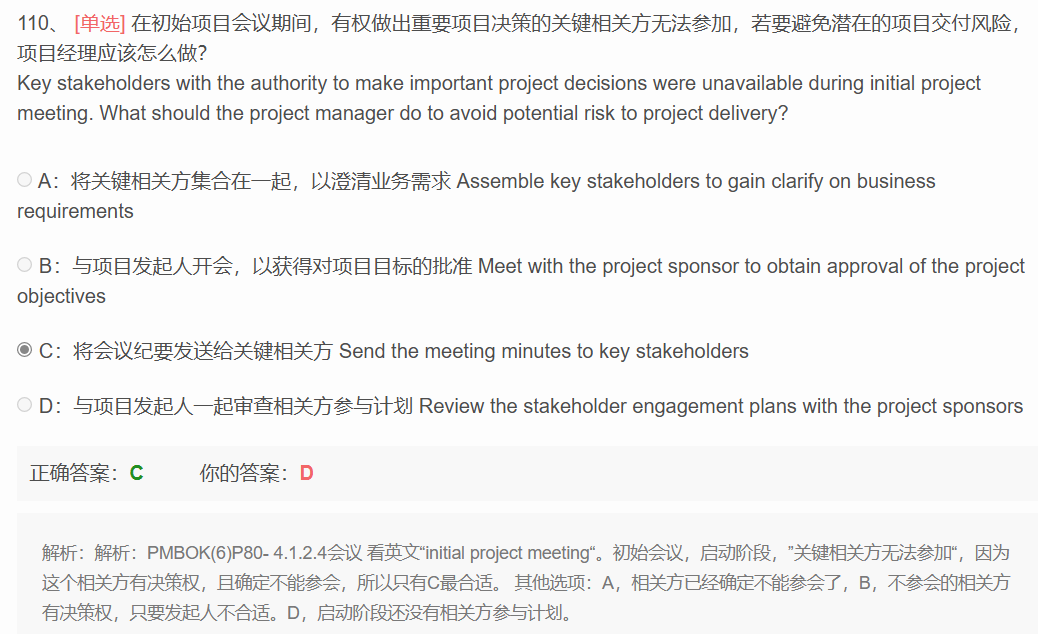 110、 [单选] 在初始项目会议期间，有权做出重要项目决策的关键相关方无法参加，若要避免潜在的项目交付风险，
项目经理应该怎么做?
Key stakeholders with the authority to make important project decisions were unavailable during initial project
meeting. What should the project manager do to avoid potential risk to project delivery?
A：将关键相关方集合在一起，以澄清业务需求 Assemble key stakeholders to gain clarify on business
requirements
B：与项目发起人开会，以获得对项目目标的批准 Meet with the project sponsor to obtain approval of the project
objectives
C：将会议纪要发送给关键相关方 Send the meeting minutes to key stakeholders
D：与项目发起人一起审查相关方参与计划 Review the stakeholder engagement plans with the project sponsors
正确答案：C 你的答案：D
解析：解析：PMBOK(6)P80- 4.1.2.4会议 看英文“initial project meeting“。初始会议，启动阶段，”关键相关方无法参加“，因为
这个相关方有决策权，且确定不能参会，所以只有C最合适。 其他选项：A，相关方已经确定不能参会了，B，不参会的相关方
有决策权，只要发起人不合适。D，启动阶段还没有相关方参与计划。